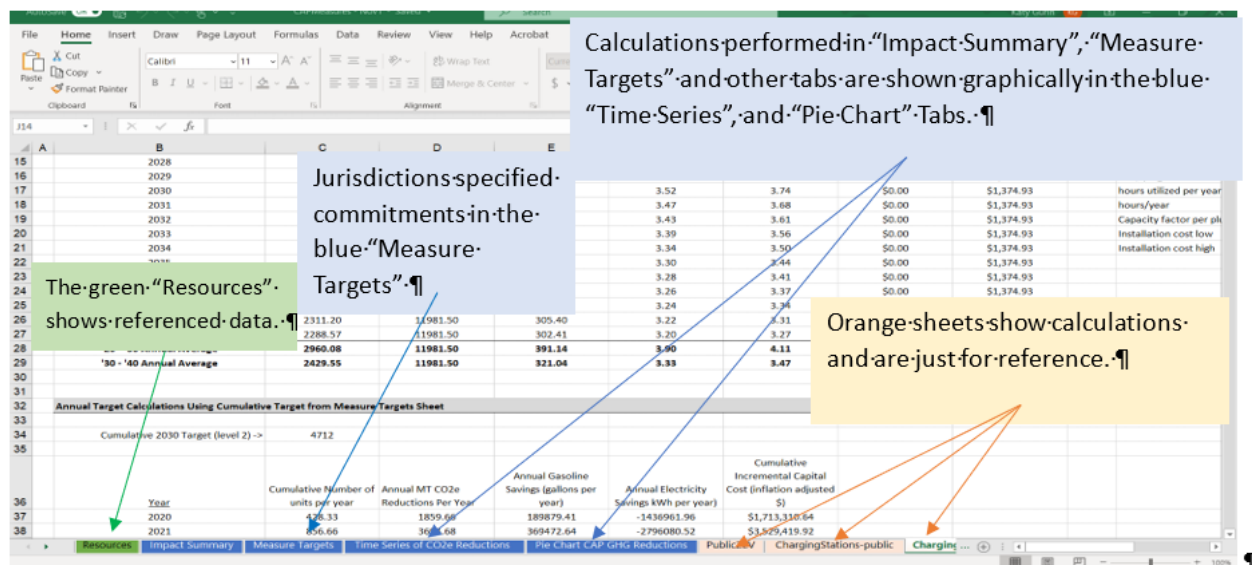 File Home Insert Draw Page Layout Formulas Data Review View Help Acrobat
Calculations·performed·in·“Impact·Summary”,·“Measure·
Targets”·and·other·tabs·are·shown·graphically·in·the·blue·
“Time·Series”,·and·“Pie·Chart”·Tabs.·¶
Cut
Copy
Format Painter
Paste
Calibri 11
Wrap Text
Merge & Center
Clipboard Font Alignment
J14
A B C D E
15 2028
16 2029
17 2030 3.52 3.74 $0.00 $1,374.93 hours utilized per year
18 2031 3.47 3.68 $0.00 $1,374.93 hours/year
19 2032 3.43 3.61 $0.00 $1,374.93 Capacity factor per plu
20 2033 3.39 3.56 $0.00 $1,374.93 Installation cost low
21 2034 3.34 3.50 $0.00 $1,374.93 Installation cost high
22 3.30 3.44 $0.00 $1,374.93
23 3.28 3.41 $0.00 $1,374.93
24 3.26 3.37 $0.00 $1,374.93
25 3.24 3.34
26 2311.20 11981.50 305.40 3.22 3.31
27 2288.57 11981.50 302.41 3.20 3.27
28 Annual Average 2960.08 11981.50 391.14 3.90 4.11
29 '30 - '40 Annual Average 2429.55 11981.50 321.04 3.33 3.47
Jurisdictions·specified·
commitments·in·the·
blue·“Measure·
Targets”·¶
The·green·“Resources”·
shows·referenced·data.·¶
Orange·sheets·show·calculations·
and·are·just·for·reference.·¶
30
31
32 Annual Target Calculations Using Cumulative Target from Measure Targets Sheet
33
34 Cumulative 2030 Target (level 2) -> 4712
35
36 Year
Cumulative Number of
units per year
Annual MT CO2e
Reductions Per Year
Annual Gasoline
Savings (gallons per
year)
Annual Electricity
Savings kWh per year)
Cumulative
Incremental Capital
Cost (inflation adjusted
$)
37 2020 428.33 1859.66 189879.41 -1436961.96 $1,713,310.64
38 2021 856.66 369472.64 -2796080.52 $3,529,419.92
Resources Impact Summary Measure Targets Time Series of CO2e Reductions Pie Chart CAP GHG Reductions ChargingStations-public Charging ...
100%
¶